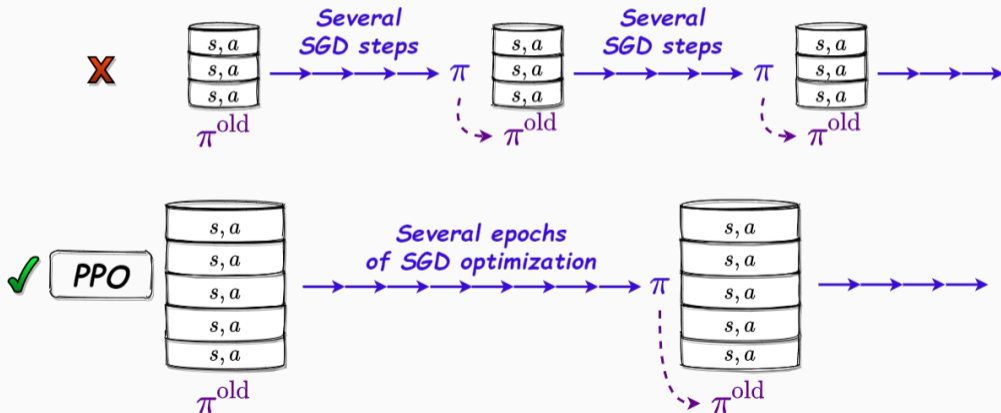 Several
SGD steps
Several
SGD steps
s, a
s, a
s, a
s, a
s, a
s, a
s, a
s, a
s, a
X
π
π
π^old
π^old
π^old
PPO
s, a
s, a
s, a
s, a
s, a
Several epochs
of SGD optimization
π
s, a
s, a
s, a
s, a
s, a
π^old
π^old